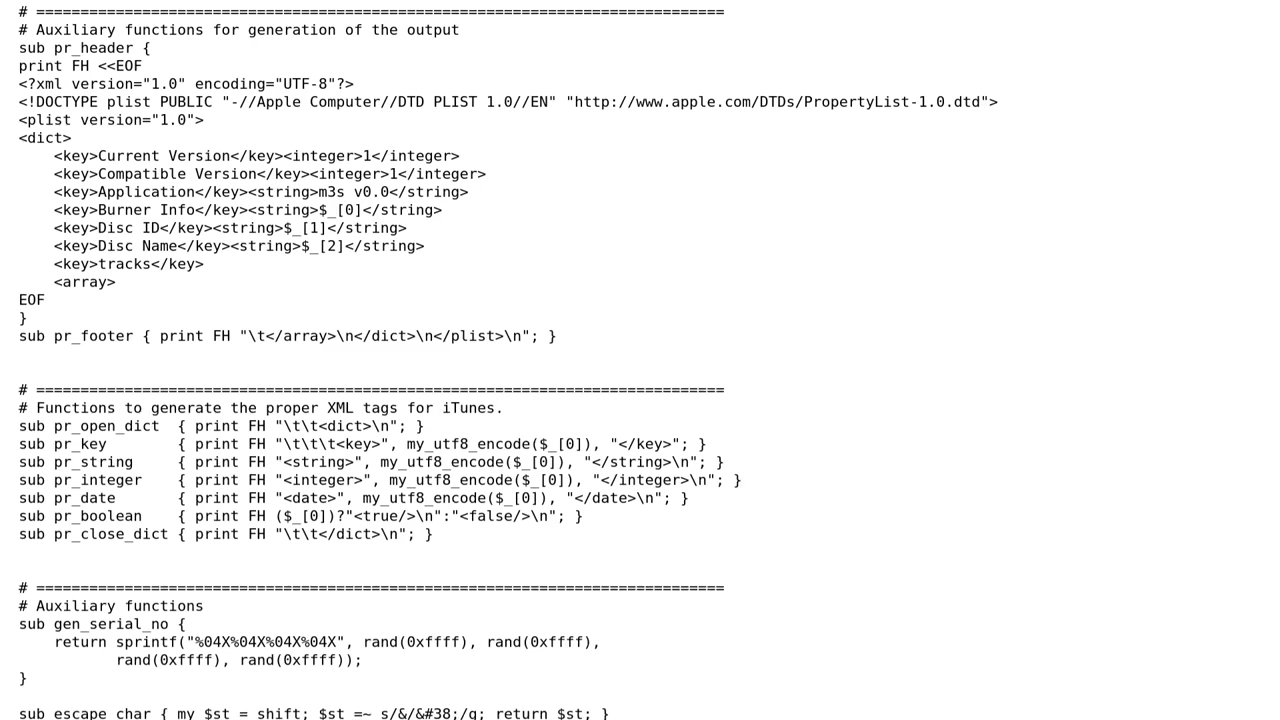 # ==============================================================================
# Auxiliary functions for generation of the output
sub pr_header {
print FH <<EOF
<?xml version="1.0" encoding="UTF-8"?>
<!DOCTYPE plist PUBLIC "-//Apple Computer//DTD PLIST 1.0//EN" "http://www.apple.com/DTDs/PropertyList-1.0.dtd">
<plist version="1.0">
<dict>
    <key>Current Version</key><integer>1</integer>
    <key>Compatible Version</key><integer>1</integer>
    <key>Application</key><string>m3s v0.0</string>
    <key>Burner Info</key><string>$_[0]</string>
    <key>Disc ID</key><string>$_[1]</string>
    <key>Disc Name</key><string>$_[2]</string>
    <key>tracks</key>
    <array>
EOF
}
sub pr_footer { print FH "\t</array>\n</dict>\n</plist>\n"; }
# ==============================================================================
# Functions to generate the proper XML tags for iTunes.
sub pr_open_dict  { print FH "\t\t<dict>\n"; }
sub pr_key        { print FH "\t\t\t<key>", my_utf8_encode($_[0]), "</key>"; }
sub pr_string     { print FH "<string>", my_utf8_encode($_[0]), "</string>\n"; }
sub pr_integer    { print FH "<integer>", my_utf8_encode($_[0]), "</integer>\n"; }
sub pr_date       { print FH "<date>", my_utf8_encode($_[0]), "</date>\n"; }
sub pr_boolean    { print FH ($_[0])?"<true/>\n":"<false/>\n"; }
sub pr_close_dict { print FH "\t\t</dict>\n"; }
# ==============================================================================
# Auxiliary functions
sub gen_serial_no {
    return sprintf("%04X%04X%04X%04X", rand(0xffff), rand(0xffff),
           rand(0xffff), rand(0xffff));
}
sub escape_char { my $st = shift; $st =~ s/&/&#38;/g; return $st; }